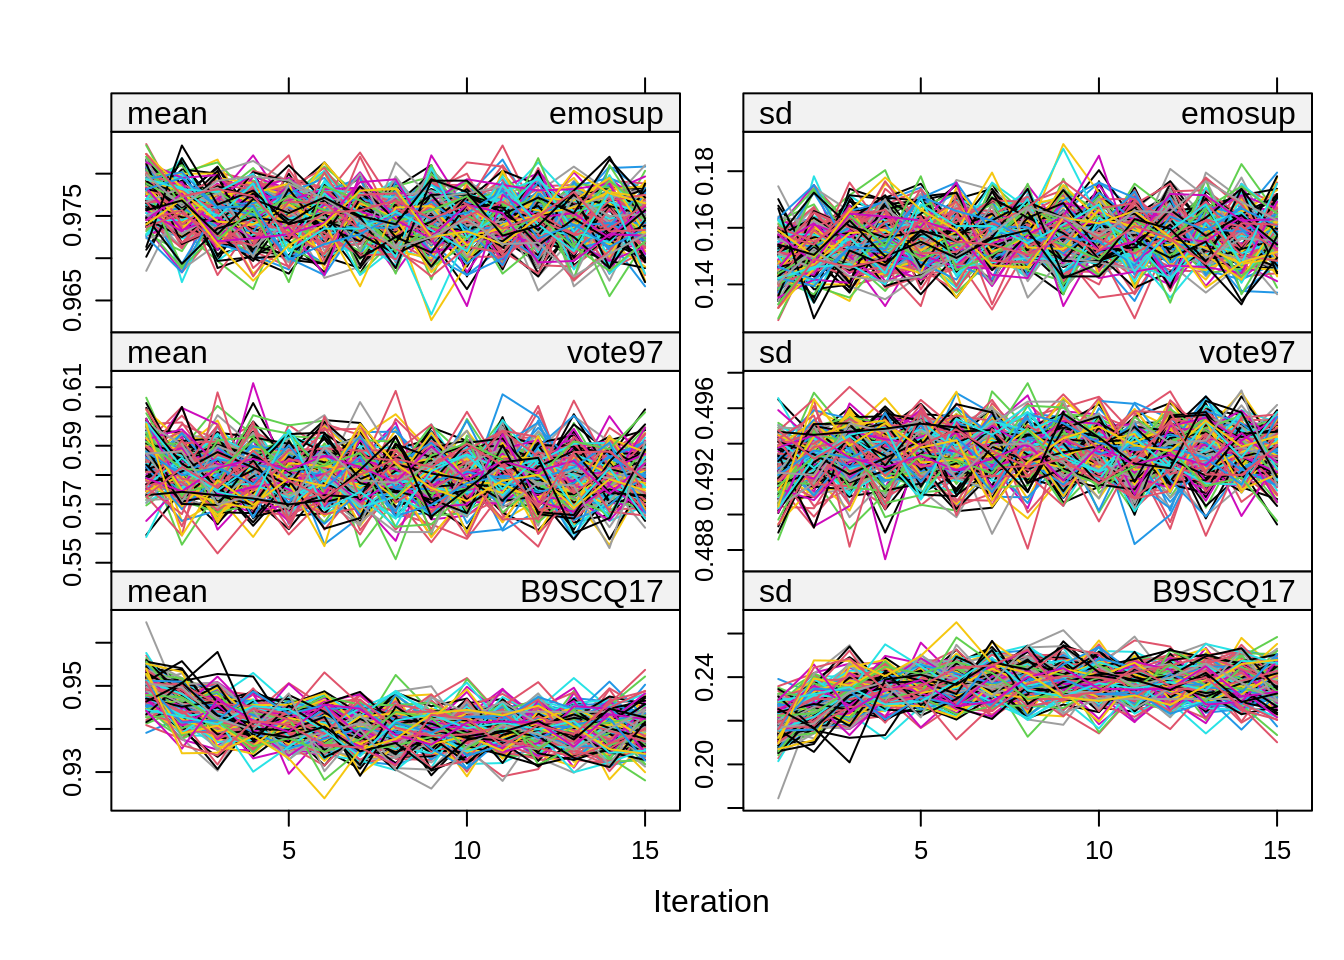 mean emosup
sd emosup
0.965 0.975
0.14 0.16 0.18
mean vote97
sd vote97
0.55 0.57 0.59 0.61
0.488 0.492 0.496
mean B9SCQ17
sd B9SCQ17
0.93 0.95
0.20 0.24
5 10 15
5 10 15
Iteration